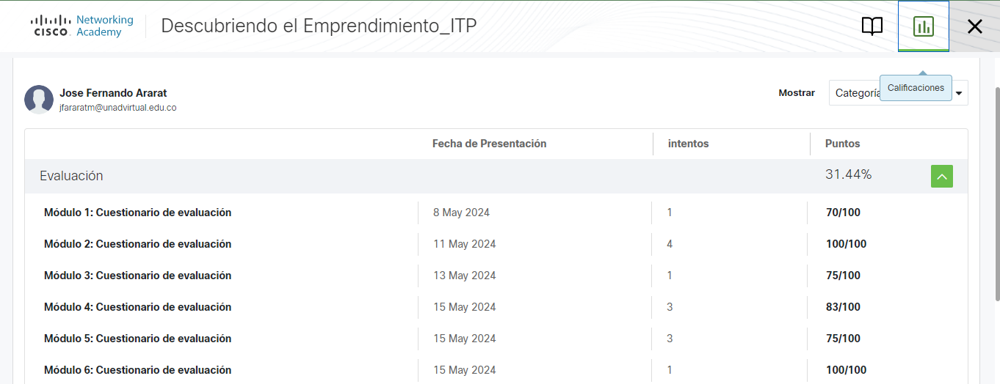 CISCO Networking Academy
Descubriendo el Emprendimiento_ITP
Jose Fernando Ararat
jfararatm@unadvirtual.edu.co
Mostrar
Categoría
Calificaciones
Fecha de Presentación intentos Puntos
Evaluación 31.44%
Módulo 1: Cuestionario de evaluación 8 May 2024 1 70/100
Módulo 2: Cuestionario de evaluación 11 May 2024 4 100/100
Módulo 3: Cuestionario de evaluación 13 May 2024 1 75/100
Módulo 4: Cuestionario de evaluación 15 May 2024 3 83/100
Módulo 5: Cuestionario de evaluación 15 May 2024 3 75/100
Módulo 6: Cuestionario de evaluación 15 May 2024 1 100/100